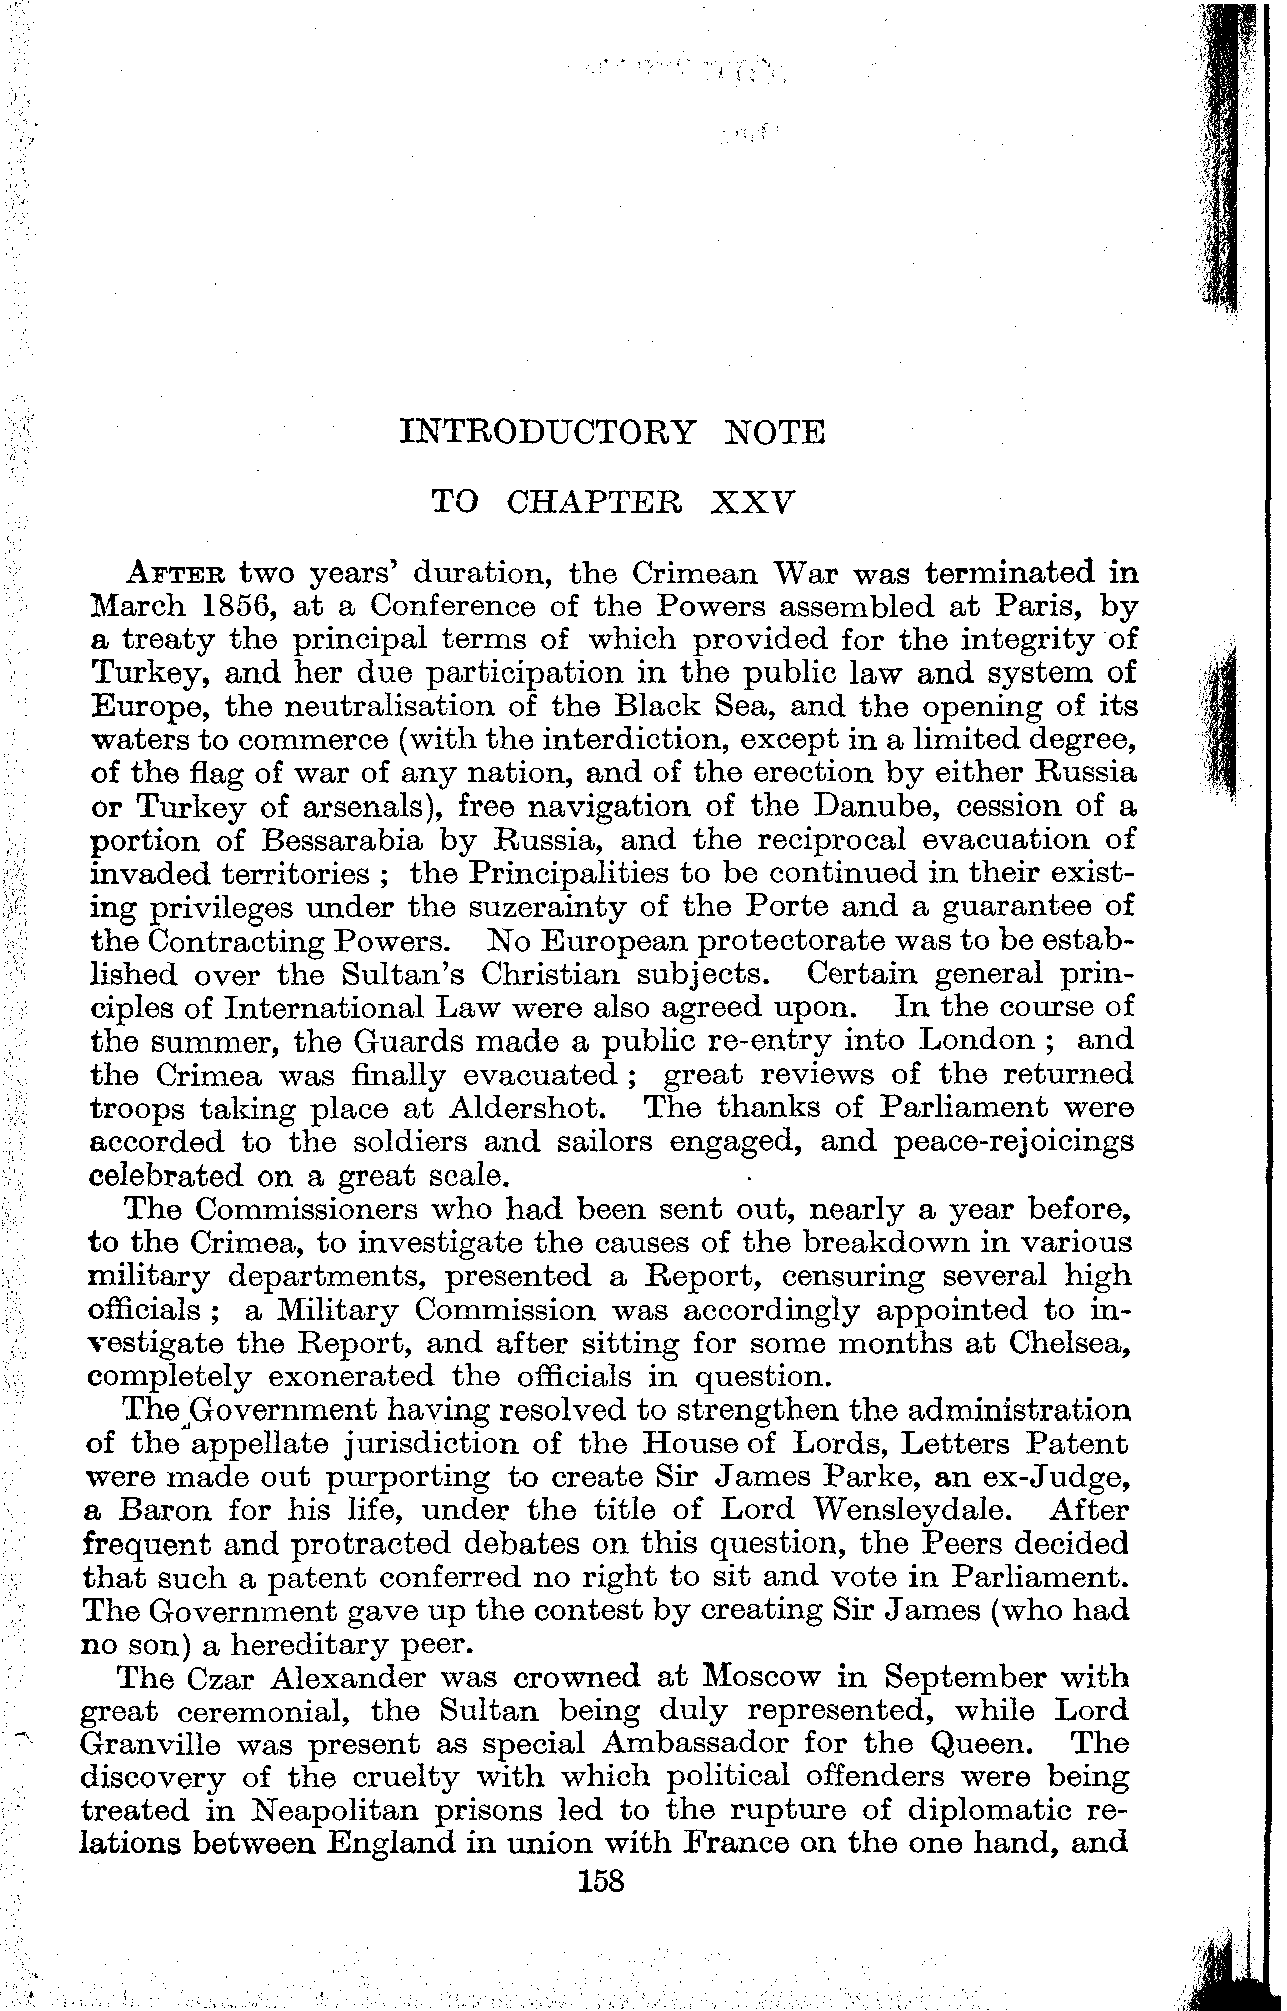 INTRODUCTORY NOTE
TO CHAPTER XXV
AFTER two years' duration, the Crimean War was terminated in
March 1856, at a Conference of the Powers assembled at Paris, by
a treaty the principal terms of which provided for the integrity of
Turkey, and her due participation in the public law and system of
Europe, the neutralisation of the Black Sea, and the opening of its
waters to commerce (with the interdiction, except in a limited degree,
of the flag of war of any nation, and of the erection by either Russia
or Turkey of arsenals), free navigation of the Danube, cession of a
portion of Bessarabia by Russia, and the reciprocal evacuation of
invaded territories ; the Principalities to be continued in their exist-
ing privileges under the suzerainty of the Porte and a guarantee of
the Contracting Powers. No European protectorate was to be estab-
lished over the Sultan's Christian subjects. Certain general prin-
ciples of International Law were also agreed upon. In the course of
the summer, the Guards made a public re-entry into London ; and
the Crimea was finally evacuated ; great reviews of the returned
troops taking place at Aldershot. The thanks of Parliament were
accorded to the soldiers and sailors engaged, and peace-rejoicings
celebrated on a great scale.
The Commissioners who had been sent out, nearly a year before,
to the Crimea, to investigate the causes of the breakdown in various
military departments, presented a Report, censuring several high
officials ; a Military Commission was accordingly appointed to in-
vestigate the Report, and after sitting for some months at Chelsea,
completely exonerated the officials in question.
The Government having resolved to strengthen the administration
of the appellate jurisdiction of the House of Lords, Letters Patent
were made out purporting to create Sir James Parke, an ex-Judge,
a Baron for his life, under the title of Lord Wensleydale. After
frequent and protracted debates on this question, the Peers decided
that such a patent conferred no right to sit and vote in Parliament.
The Government gave up the contest by creating Sir James (who had
no son) a hereditary peer.
The Czar Alexander was crowned at Moscow in September with
great ceremonial, the Sultan being duly represented, while Lord
Granville was present as special Ambassador for the Queen. The
discovery of the cruelty with which political offenders were being
treated in Neapolitan prisons led to the rupture of diplomatic re-
lations between England in union with France on the one hand, and
158